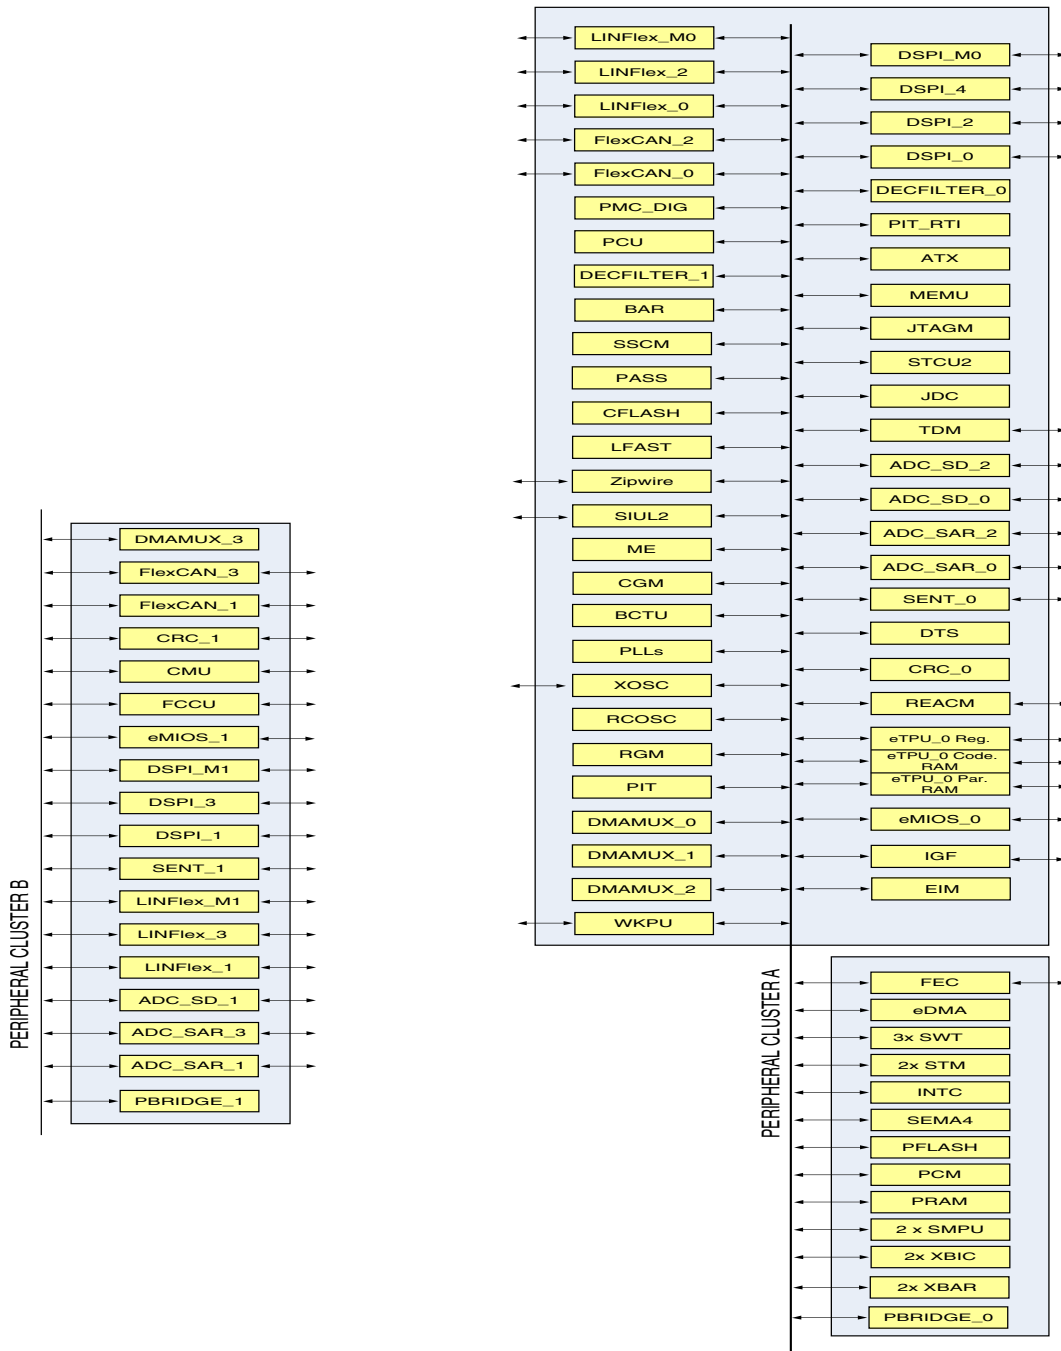 PERIPHERAL CLUSTER B
DMAMUX_3
FlexCAN_3
FlexCAN_1
CRC_1
CMU
FCCU
eMIOS_1
DSPI_M1
DSPI_3
DSPI_1
SENT_1
LINFlex_M1
LINFlex_3
LINFlex_1
ADC_SD_1
ADC_SAR_3
ADC_SAR_1
PBRIDGE_1
LINFlex_M0
LINFlex_2
LINFlex_0
FlexCAN_2
FlexCAN_0
PMC_DIG
PCU
DECFILTER_1
BAR
SSCM
PASS
CFLASH
LFAST
Zipwire
SIUL2
ME
CGM
BCTU
PLLs
XOSC
RCOSC
RGM
PIT
DMAMUX_0
DMAMUX_1
DMAMUX_2
WKPU
DSPI_M0
DSPI_4
DSPI_2
DSPI_0
DECFILTER_0
PIT_RTI
ATX
MEMU
JTAGM
STCU2
JDC
TDM
ADC_SD_2
ADC_SD_0
ADC_SAR_2
ADC_SAR_0
SENT_0
DTS
CRC_0
REACM
eTPU_0 Reg.
eTPU_0 Code.
RAM
eTPU_0 Par.
RAM
eMIOS_0
IGF
EIM
PERIPHERAL CLUSTER A
FEC
eDMA
3x SWT
2x STM
INTC
SEMA4
PFLASH
PCM
PRAM
2 x SMPU
2x XBIC
2x XBAR
PBRIDGE_0